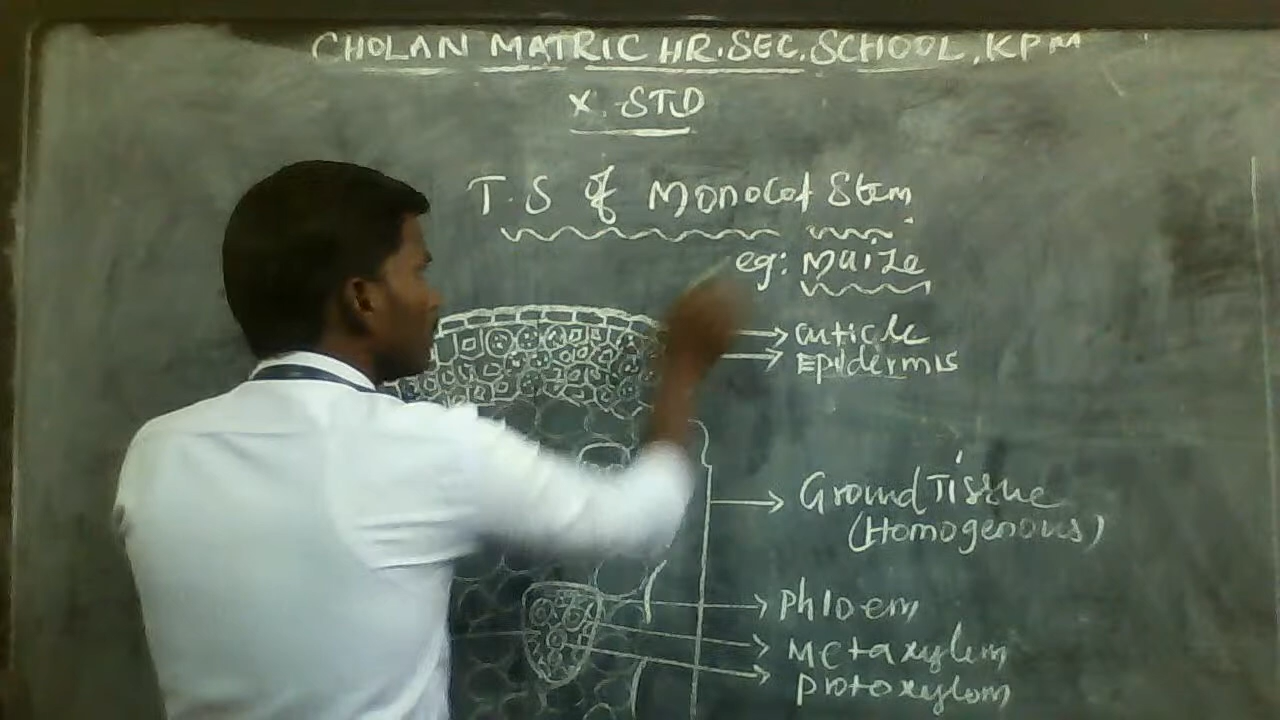 CHOLAN MATRIC HR.SEC.SCHOOL,KPM
X.STD
T.S of Monocot Stem
eg: Maize
cuticle
Epidermis
Ground Tissue
(Homogenous)
phloem
Metaxylem
protoxylem